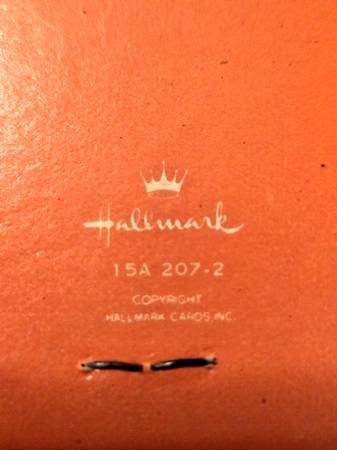 Hallmark
15A 207-2
COPYRIGHT
HALLMARK CARDS, INC.